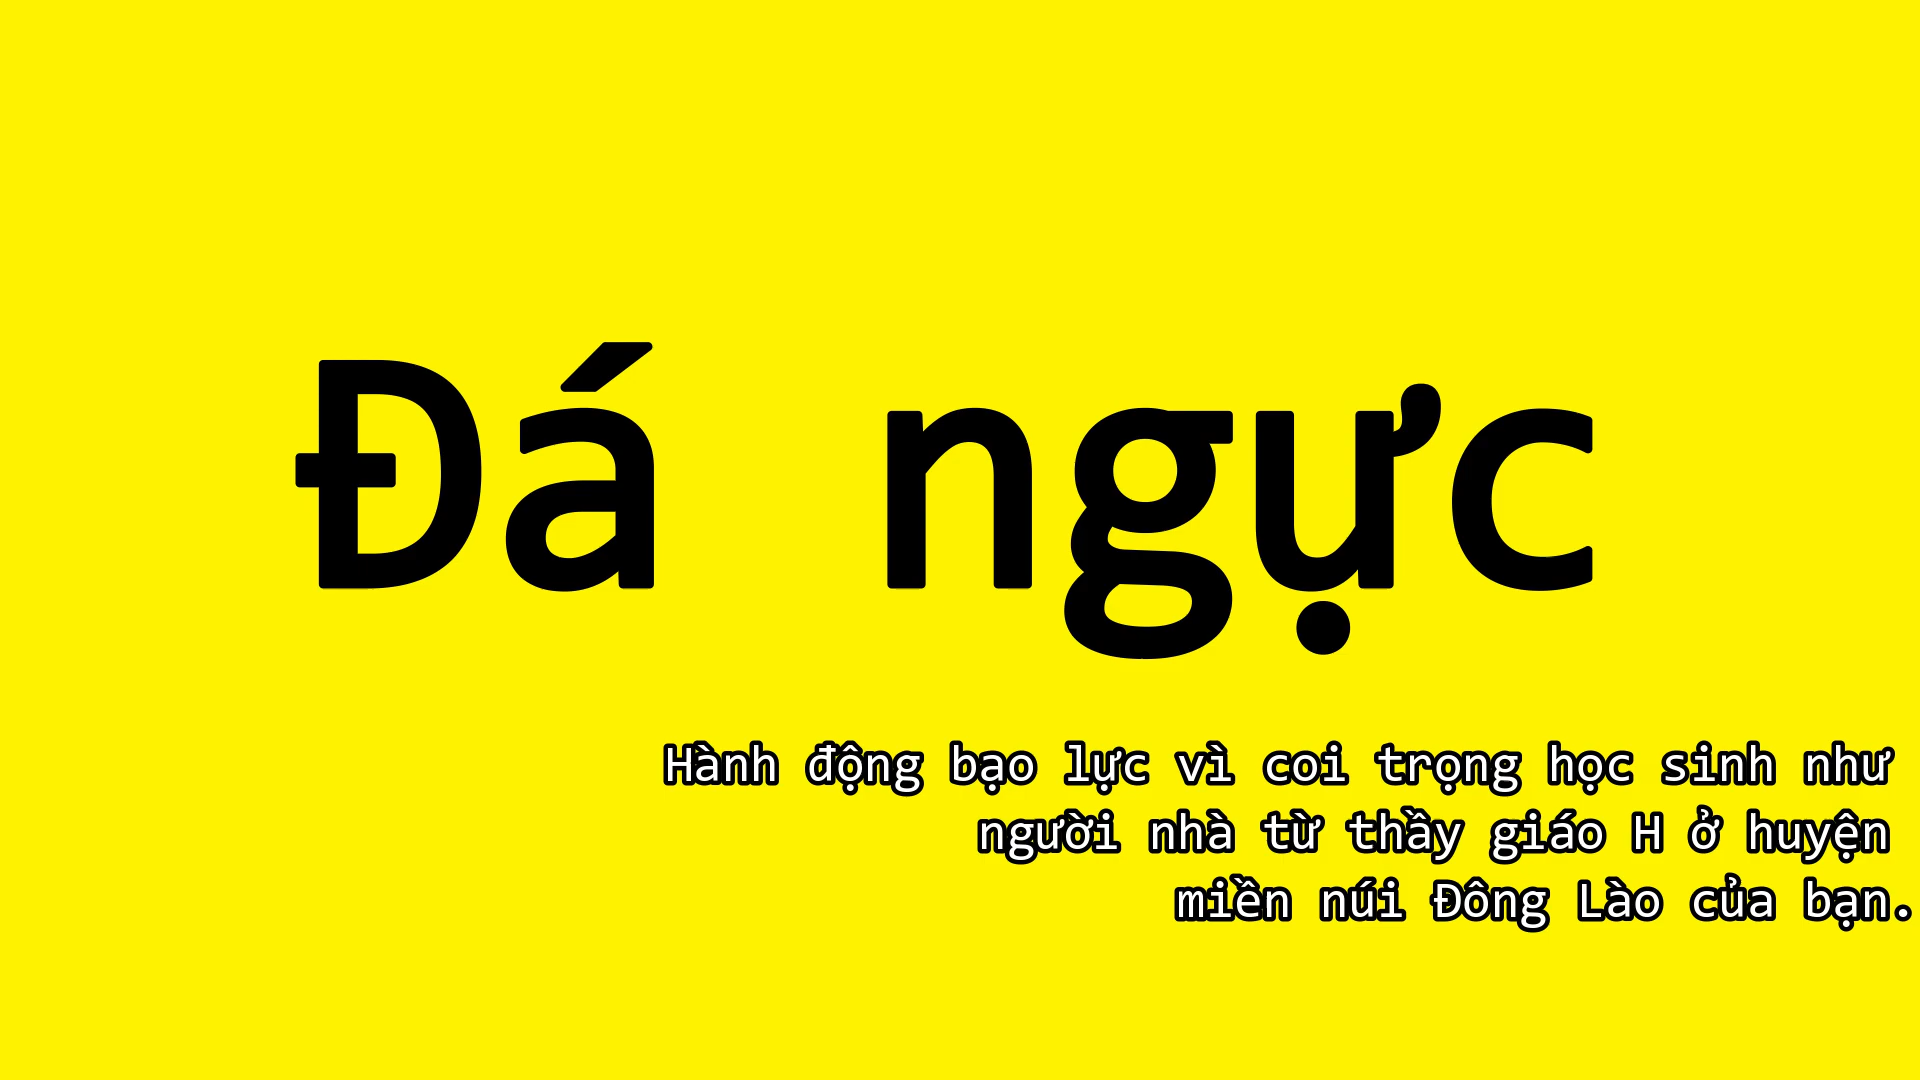 Đá ngực
Hành động bạo lực vì coi trọng học sinh như
người nhà từ thầy giáo H ở huyện
miền núi Đông Lào của bạn.